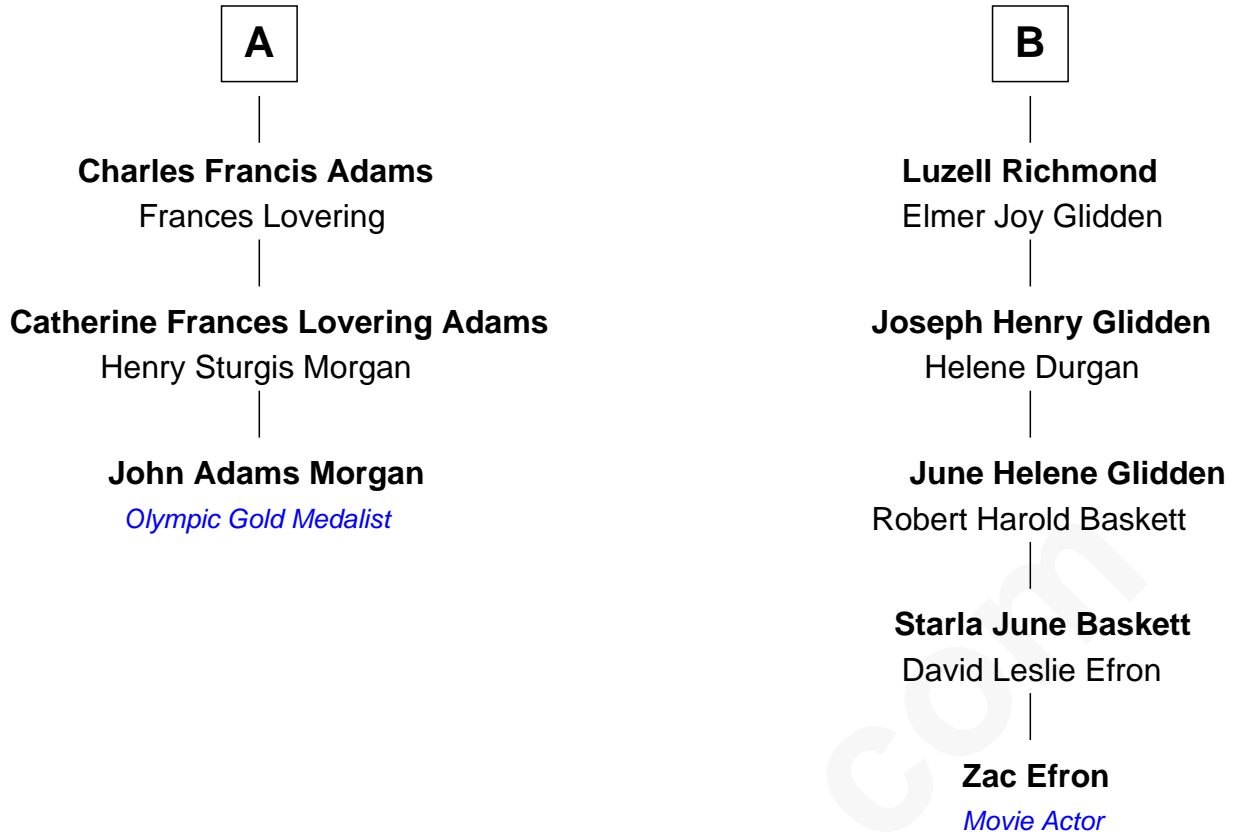 A
Charles Francis Adams
Frances Lovering
Catherine Frances Lovering Adams
Henry Sturgis Morgan
John Adams Morgan
Olympic Gold Medalist
B
Luzell Richmond
Elmer Joy Glidden
Joseph Henry Glidden
Helene Durgan
June Helene Glidden
Robert Harold Baskett
Starla June Baskett
David Leslie Efron
Zac Efron
Movie Actor
com